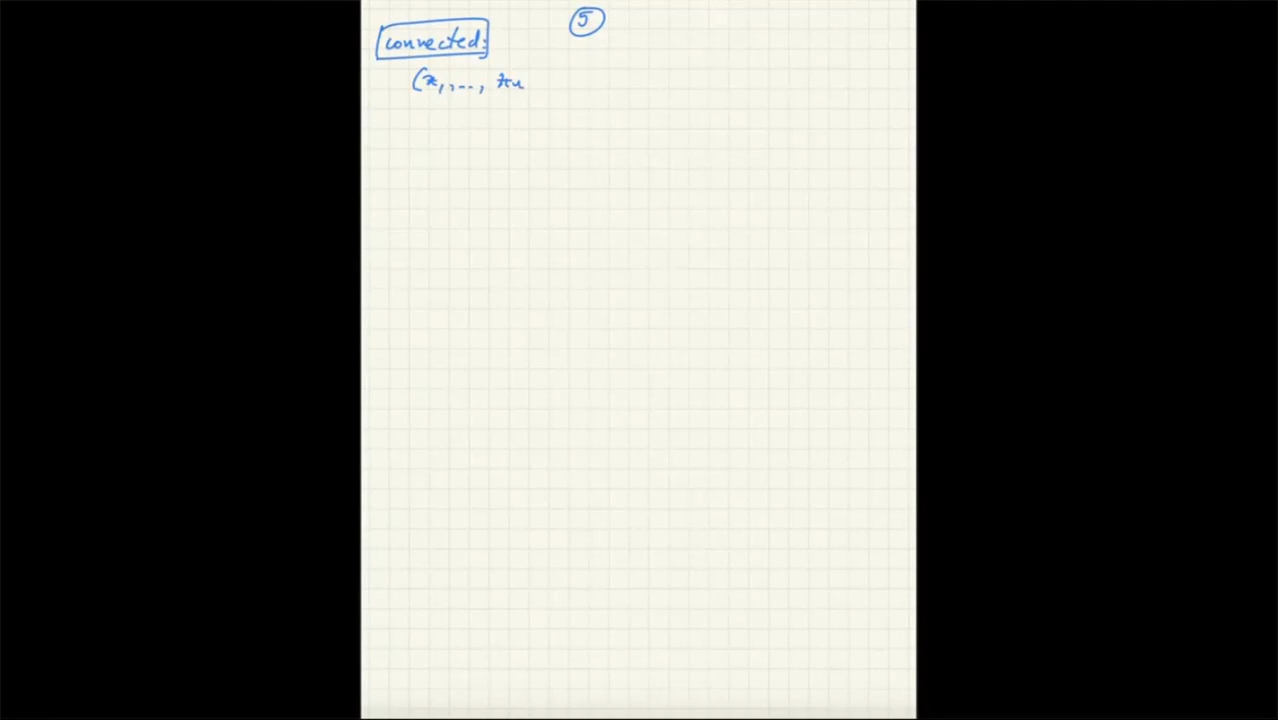 5
connected:
(x₁,..., xₙ